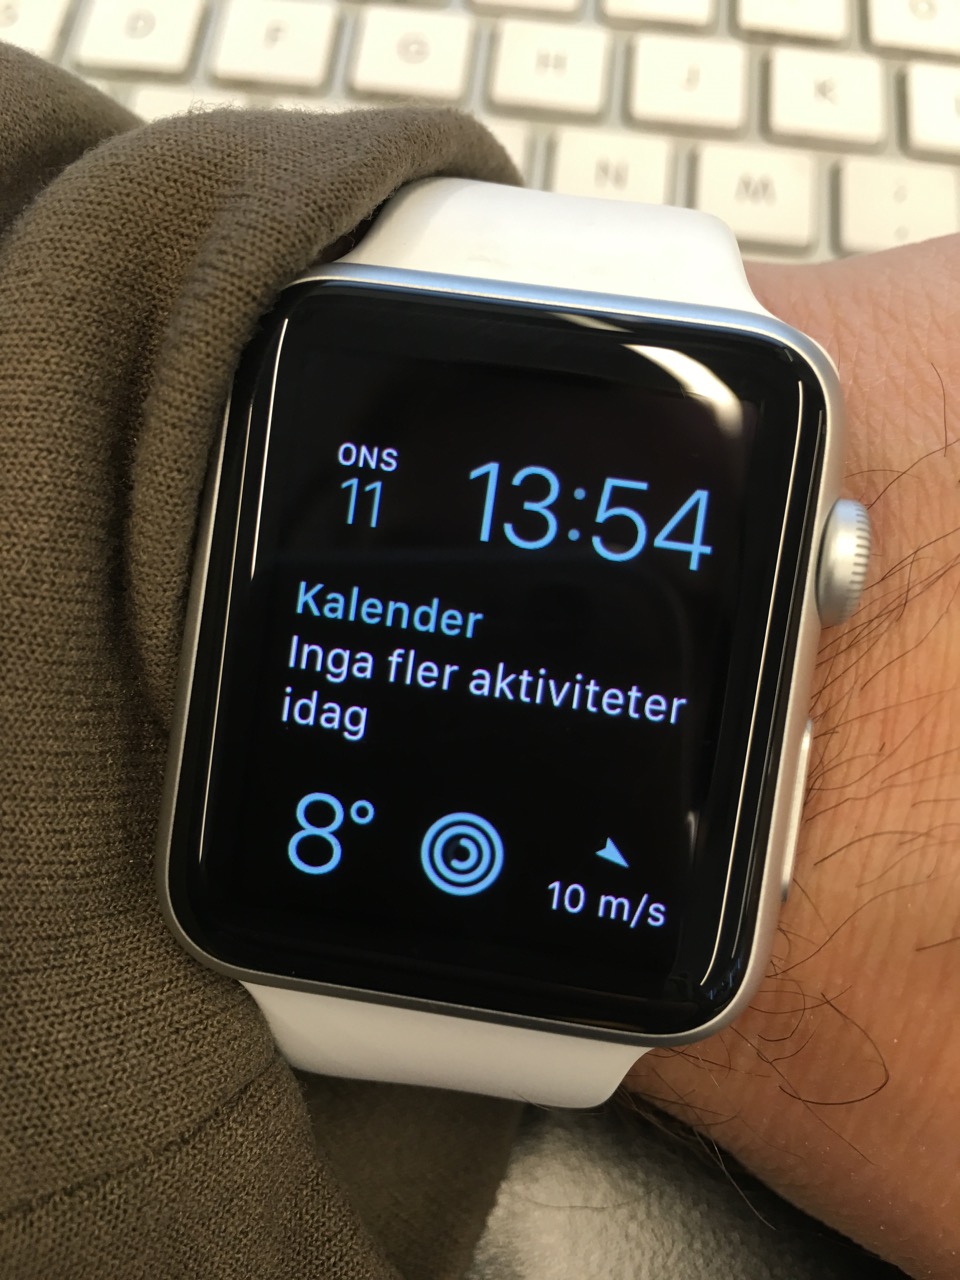 D F G H J K
N M
ONS
11
13:54
Kalender
Inga fler aktiviteter
idag
8°
10 m/s